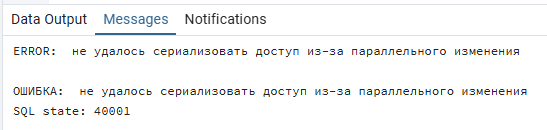 Data Output Messages Notifications
ERROR:  не удалось сериализовать доступ из-за параллельного изменения
ОШИБКА:  не удалось сериализовать доступ из-за параллельного изменения
SQL state: 40001